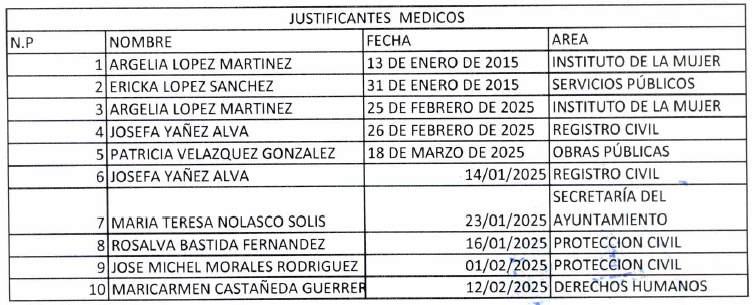 JUSTIFICANTES MEDICOS
N.P NOMBRE FECHA AREA
1 ARGELIA LOPEZ MARTINEZ 13 DE ENERO DE 2015 INSTITUTO DE LA MUJER
2 ERICKA LOPEZ SANCHEZ 31 DE ENERO DE 2015 SERVICIOS PÚBLICOS
3 ARGELIA LOPEZ MARTINEZ 25 DE FEBRERO DE 2025 INSTITUTO DE LA MUJER
4 JOSEFA YAÑEZ ALVA 26 DE FEBRERO DE 2025 REGISTRO CIVIL
5 PATRICIA VELAZQUEZ GONZALEZ 18 DE MARZO DE 2025 OBRAS PÚBLICAS
6 JOSEFA YAÑEZ ALVA 14/01/2025 REGISTRO CIVIL
SECRETARÍA DEL
7 MARIA TERESA NOLASCO SOLIS 23/01/2025 AYUNTAMIENTO
8 ROSALVA BASTIDA FERNANDEZ 16/01/2025 PROTECCION CIVIL
9 JOSE MICHEL MORALES RODRIGUEZ 01/02/2025 PROTECCION CIVIL
10 MARICARMEN CASTAÑEDA GUERRER 12/02/2025 DERECHOS HUMANOS